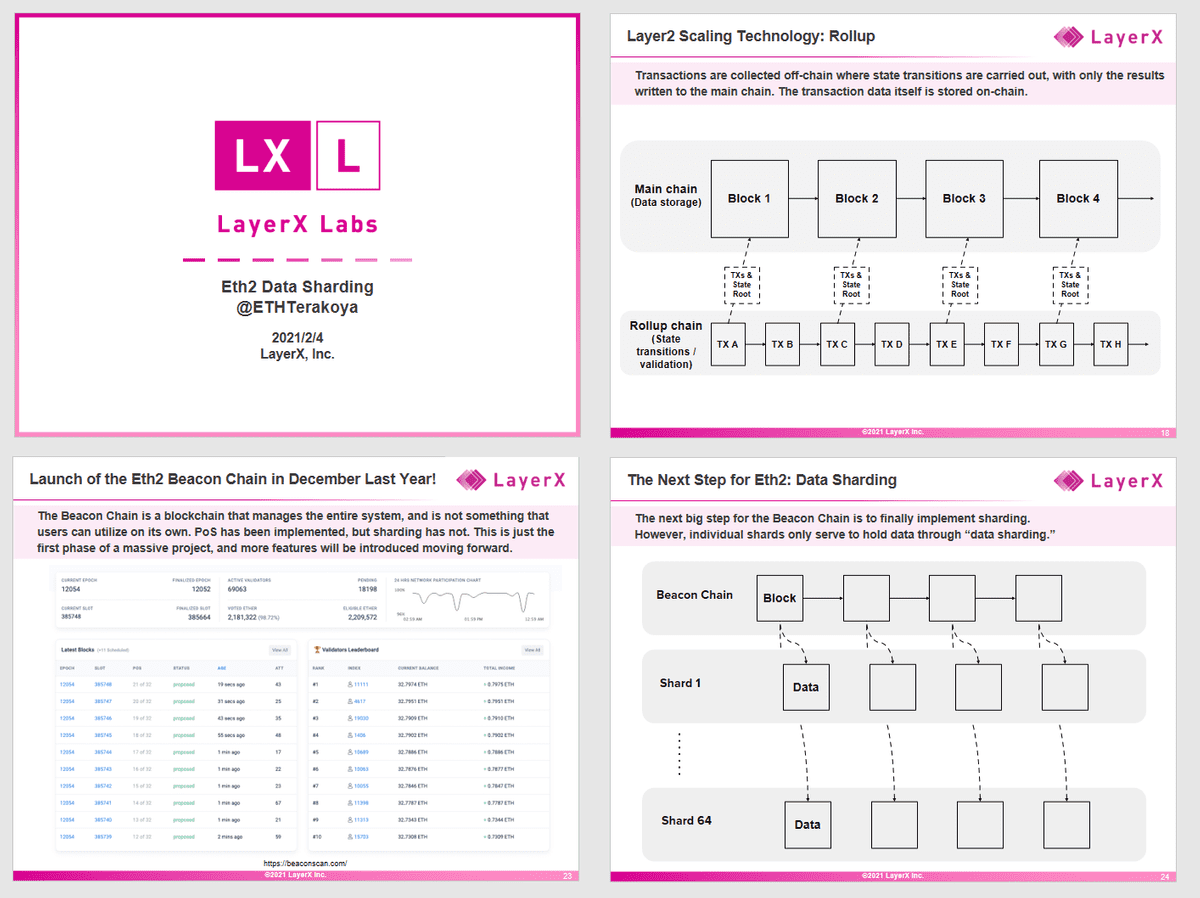 LX L
LayerX Labs
Eth2 Data Sharding
@ETHTerakoya
2021/2/4
LayerX, Inc.
Layer2 Scaling Technology: Rollup
LayerX
Transactions are collected off-chain where state transitions are carried out, with only the results
written to the main chain. The transaction data itself is stored on-chain.
Main chain
(Data storage)
Block 1 Block 2 Block 3 Block 4
TXs & TXs & TXs & TXs &
State State State State
Root Root Root Root
Rollup chain
(State
transitions /
validation)
TX A TX B TX C TX D TX E TX F TX G TX H
©2021 LayerX Inc.
18
Launch of the Eth2 Beacon Chain in December Last Year!
LayerX
The Beacon Chain is a blockchain that manages the entire system, and is not something that
users can utilize on its own. PoS has been implemented, but sharding has not. This is just the
first phase of a massive project, and more features will be introduced moving forward.
CURRENT EPOCH FINALIZED EPOCH ACTIVE VALIDATORS PENDING 24 HRS NETWORK PARTICIPATION CHART
12054 12052 69063 18198
100%
CURRENT SLOT FINALIZED SLOT VOTED ETHER ELIGIBLE ETHER
385748 385664 2,181,322 (98.72%) 2,209,572
Latest Blocks (+11 Scheduled) View All
EPOCH SLOT POS STATUS AGE ATT
12054 385748 21 of 32 proposed 19 secs ago 43
12054 385747 20 of 32 proposed 31 secs ago 25
12054 385746 19 of 32 proposed 43 secs ago 35
12054 385745 18 of 32 proposed 55 secs ago 48
12054 385744 17 of 32 proposed 1 min ago 17
12054 385743 16 of 32 proposed 1 min ago 22
12054 385742 15 of 32 proposed 1 min ago 23
12054 385741 14 of 32 proposed 1 min ago 67
12054 385740 13 of 32 proposed 1 min ago 21
12054 385739 12 of 32 proposed 2 mins ago 59
Validators Leaderboard View All
RANK INDEX CURRENT BALANCE TOTAL INCOME
#1 11111 32.7974 ETH + 0.7975 ETH
#2 4617 32.7951 ETH + 0.7951 ETH
#3 19020 32.7909 ETH + 0.7910 ETH
#4 1406 32.7902 ETH + 0.7902 ETH
#5 10689 32.7886 ETH + 0.7886 ETH
#6 10063 32.7876 ETH + 0.7877 ETH
#7 10059 32.7846 ETH + 0.7847 ETH
#8 11398 32.7787 ETH + 0.7787 ETH
#9 11313 32.7343 ETH + 0.7344 ETH
#10 15703 32.7308 ETH + 0.7309 ETH
https://beaconscan.com/
©2021 LayerX Inc.
23
The Next Step for Eth2: Data Sharding
LayerX
The next big step for the Beacon Chain is to finally implement sharding.
However, individual shards only serve to hold data through “data sharding.”
Beacon Chain
Block
Shard 1
Data
Shard 64
Data
©2021 LayerX Inc.
24